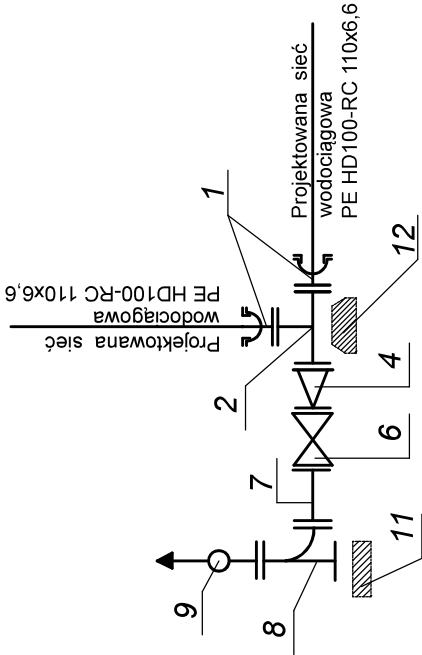 Projektowana sieć
wodociągowa
PE HD100-RC 110x6,6
1
Projektowana sieć
wodociągowa
PE HD100-RC 110x6,6
2
12
4
6
7
11
9
8